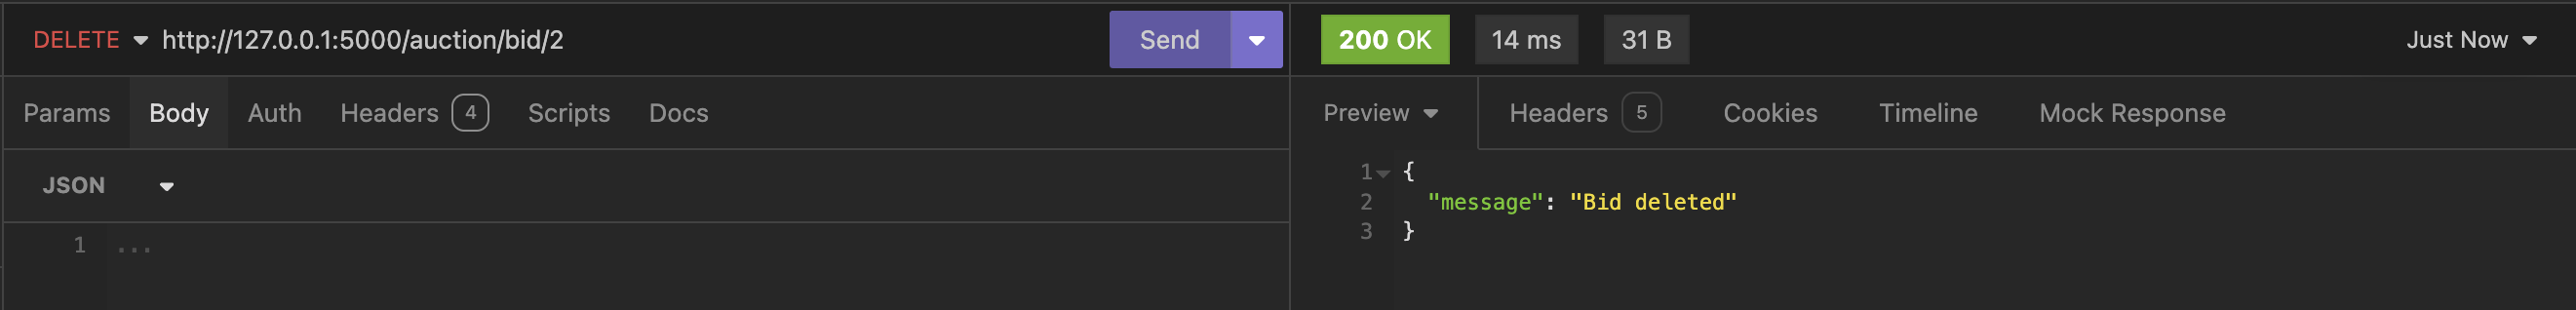 DELETE http://127.0.0.1:5000/auction/bid/2 Send
200 OK 14 ms 31 B Just Now
Params Body Auth Headers 4 Scripts Docs
Preview Headers 5 Cookies Timeline Mock Response
JSON
1 ...
1 {
2 "message": "Bid deleted"
3 }